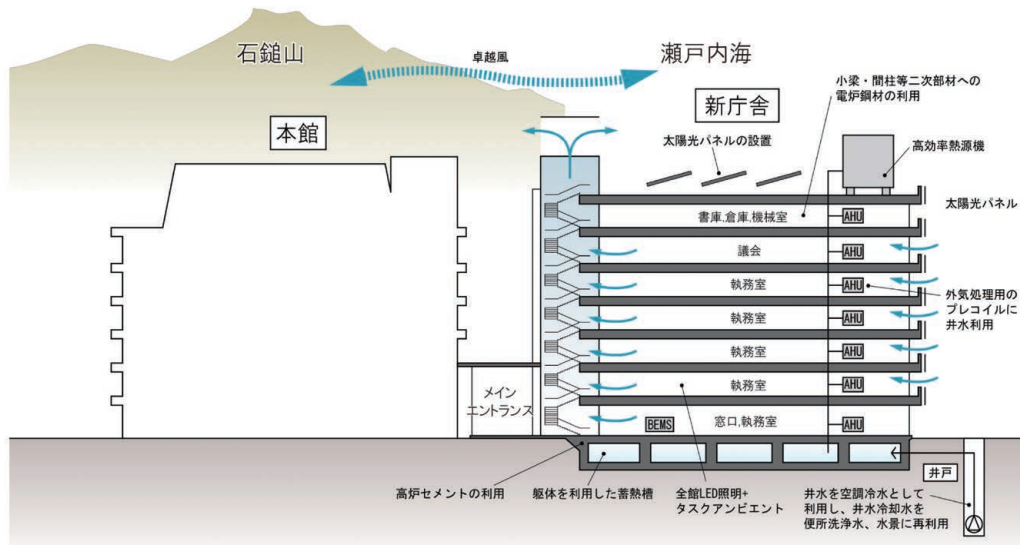 石鎚山
卓越風
瀬戸内海
小梁・間柱等二次部材への
電炉鋼材の利用
本館
新庁舎
太陽光パネルの設置
高効率熱源機
太陽光パネル
書庫,倉庫,機械室
AHU
議会
AHU
執務室
AHU
外気処理用の
プレコイルに
井水利用
執務室
AHU
執務室
AHU
執務室
AHU
メイン
エントランス
BEMS
窓口,執務室
AHU
高炉セメントの利用
躯体を利用した蓄熱槽
全館LED照明+
タスクアンビエント
井戸
井水を空調冷水として
利用し、井水冷却水を
便所洗浄水、水景に再利用